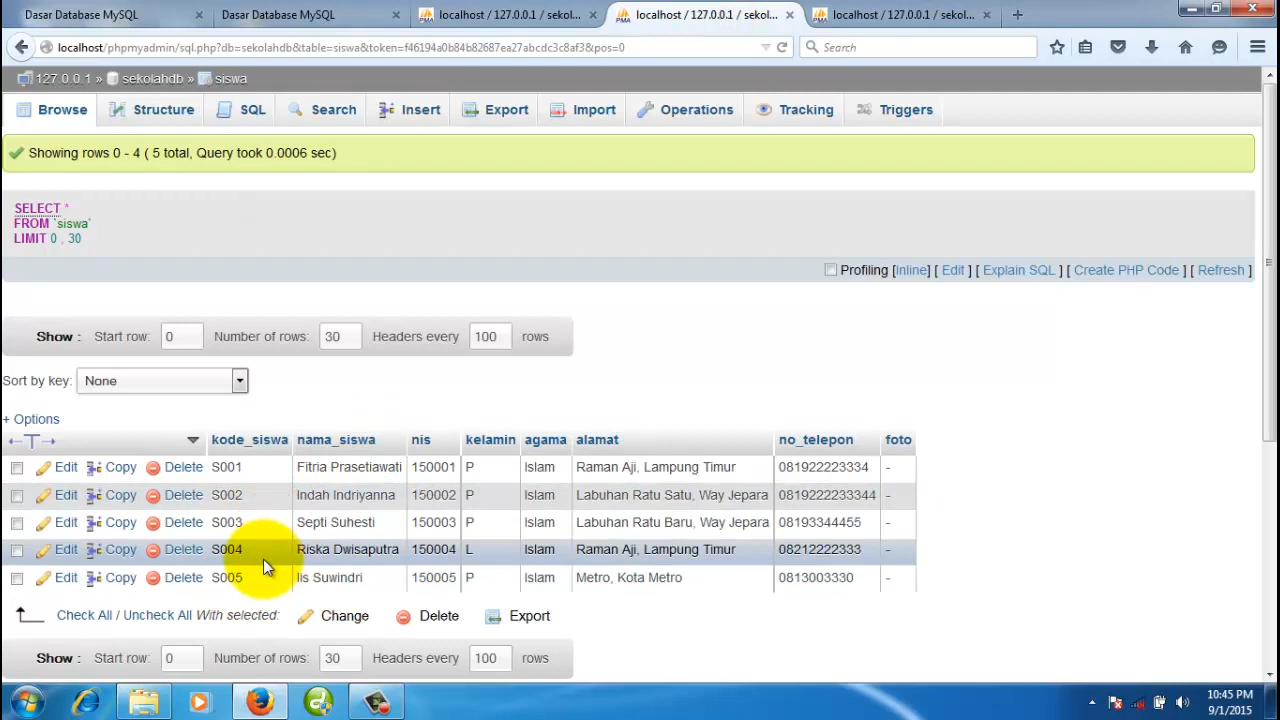 Dasar Database MySQL × Dasar Database MySQL × localhost / 127.0.0.1 / sekol... × localhost / 127.0.0.1 / sekol... × localhost / 127.0.0.1 / sekol... × +
localhost/phpmyadmin/sql.php?db=sekolahdb&table=siswa&token=f46194a0b84b82687ea27abcdc3c8af3&pos=0 Search
127.0.0.1 » sekolahdb » siswa
Browse Structure SQL Search Insert Export Import Operations Tracking Triggers
Showing rows 0 - 4 ( 5 total, Query took 0.0006 sec)
SELECT *
FROM `siswa`
LIMIT 0 , 30
Profiling [Inline] [ Edit ] [ Explain SQL ] [ Create PHP Code ] [ Refresh ]
Show : Start row: 0 Number of rows: 30 Headers every 100 rows
Sort by key: None
+ Options
←T→ kode_siswa nama_siswa nis kelamin agama alamat no_telepon foto
Edit Copy Delete S001 Fitria Prasetiawati 150001 P Islam Raman Aji, Lampung Timur 081922223334 -
Edit Copy Delete S002 Indah Indriyanna 150002 P Islam Labuhan Ratu Satu, Way Jepara 0819222233344 -
Edit Copy Delete S003 Septi Suhesti 150003 P Islam Labuhan Ratu Baru, Way Jepara 08193344455 -
Edit Copy Delete S004 Riska Dwisaputra 150004 L Islam Raman Aji, Lampung Timur 08212222333 -
Edit Copy Delete S005 Iis Suwindri 150005 P Islam Metro, Kota Metro 0813003330 -
Check All / Uncheck All With selected: Change Delete Export
Show : Start row: 0 Number of rows: 30 Headers every 100 rows
10:45 PM
9/1/2015